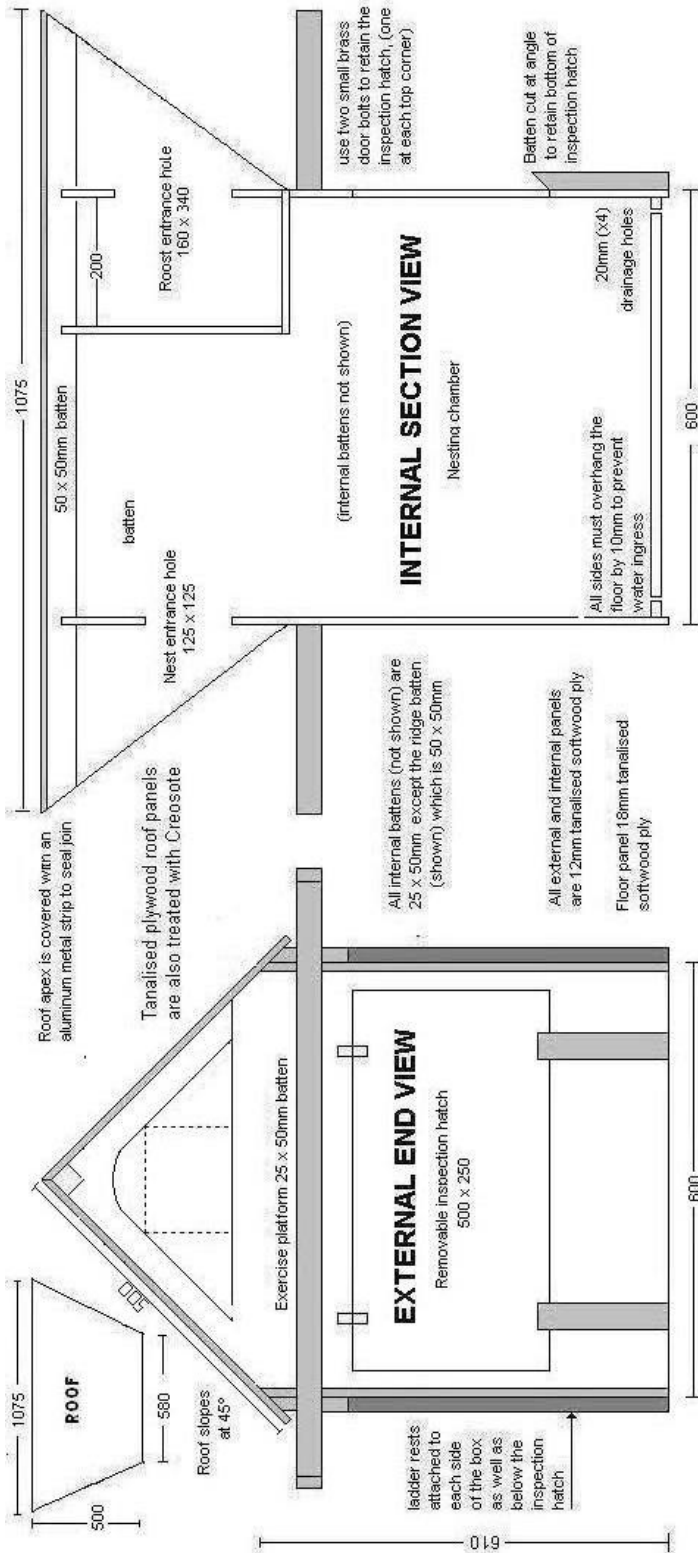 1075
ROOF
500
580
Roof slopes
at 45º
500
Roof apex is covered with an
aluminum metal strip to seal join
Tanalised plywood roof panels
are also treated with Creosote
Exercise platform 25 x 50mm batten
EXTERNAL END VIEW
Removable inspection hatch
500 x 250
ladder rests
attached to
each side
of the box
as well as
below the
inspection
hatch
610
600
All internal battens (not shown) are
25 x 50mm except the ridge batten
(shown) which is 50 x 50mm
All external and internal panels
are 12mm tanalised softwood ply
Floor panel 18mm tanalised
softwood ply
1075
50 x 50mm batten
batten
Nest entrance hole
125 x 125
200
Roost entrance hole
160 x 340
(internal battens not shown)
INTERNAL SECTION VIEW
Nesting chamber
use two small brass
door bolts to retain the
inspection hatch, (one
at each top corner)
Batten cut at angle
to retain bottom of
inspection hatch
All sides must overhang the
floor by 10mm to prevent
water ingress
20mm (x4)
drainage holes
600